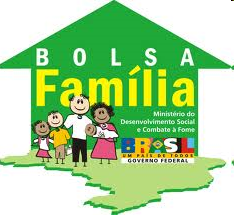 BOLSA
Família
Ministério do
Desenvolvimento Social
e Combate à Fome
BRASIL
UM PAÍS DE TODOS
GOVERNO FEDERAL